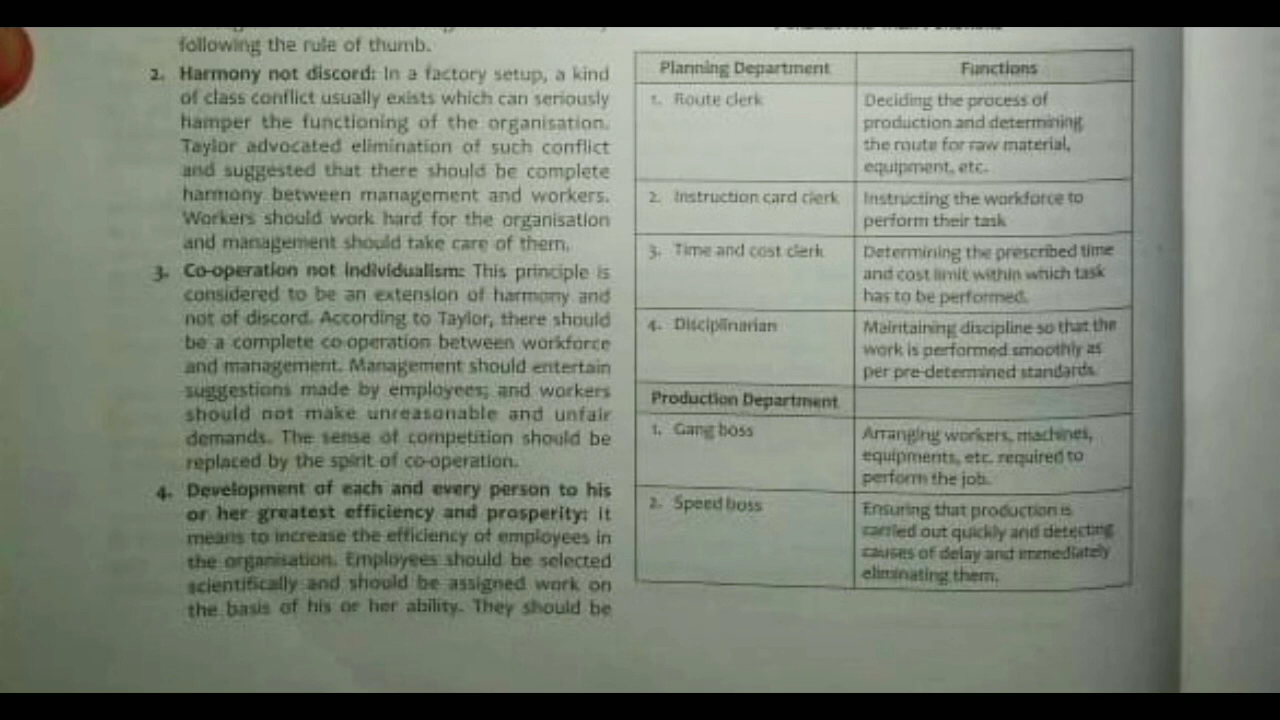 following the rule of thumb.
2. Harmony not discord: In a factory setup, a kind
of class conflict usually exists which can seriously
hamper the functioning of the organisation.
Taylor advocated elimination of such conflict
and suggested that there should be complete
harmony between management and workers.
Workers should work hard for the organisation
and management should take care of them.
3. Co-operation not individualism: This principle is
considered to be an extension of harmony and
not of discord. According to Taylor, there should
be a complete co-operation between workforce
and management. Management should entertain
suggestions made by employees; and workers
should not make unreasonable and unfair
demands. The sense of competition should be
replaced by the spirit of co-operation.
4. Development of each and every person to his
or her greatest efficiency and prosperity: It
means to increase the efficiency of employees in
the organisation. Employees should be selected
scientifically and should be assigned work on
the basis of his or her ability. They should be
Planning Department
Functions
1. Route clerk
Deciding the process of
production and determining
the route for raw material,
equipment, etc.
2. Instruction card clerk
Instructing the workforce to
perform their task
3. Time and cost clerk
Determining the prescribed time
and cost limit within which task
has to be performed.
4. Disciplinarian
Maintaining discipline so that the
work is performed smoothly as
per pre-determined standards.
Production Department
1. Gang boss
Arranging workers, machines,
equipments, etc. required to
perform the job.
2. Speed boss
Ensuring that production is
carried out quickly and detecting
causes of delay and immediately
eliminating them.